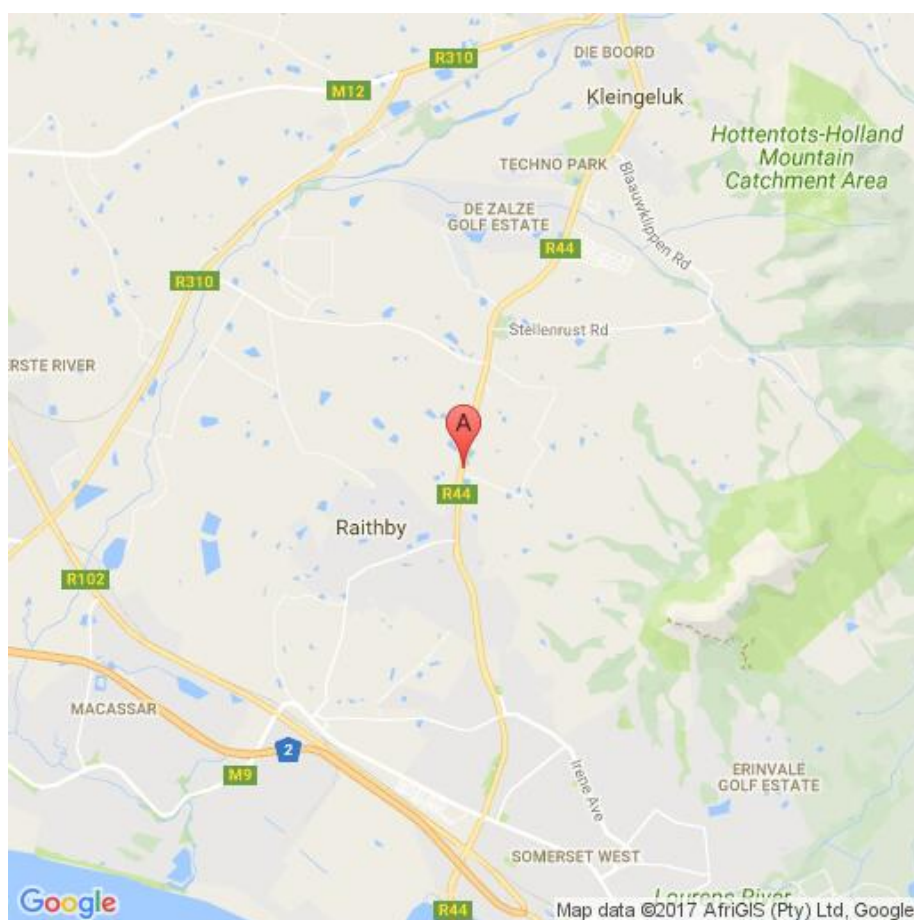 R310
DIE BOORD
M12
Kleingeluk
Hottentots-Holland
Mountain
Catchment Area
TECHNO PARK
Blaauwklippen Rd
DE ZALZE
GOLF ESTATE
R44
R310
Stellenrust Rd
ERSTE RIVER
A
R44
Raithby
R102
MACASSAR
2
M9
Irene Ave
ERINVALE
GOLF ESTATE
SOMERSET WEST
Lourens River
Google
R44
Map data ©2017 AfriGIS (Pty) Ltd, Google